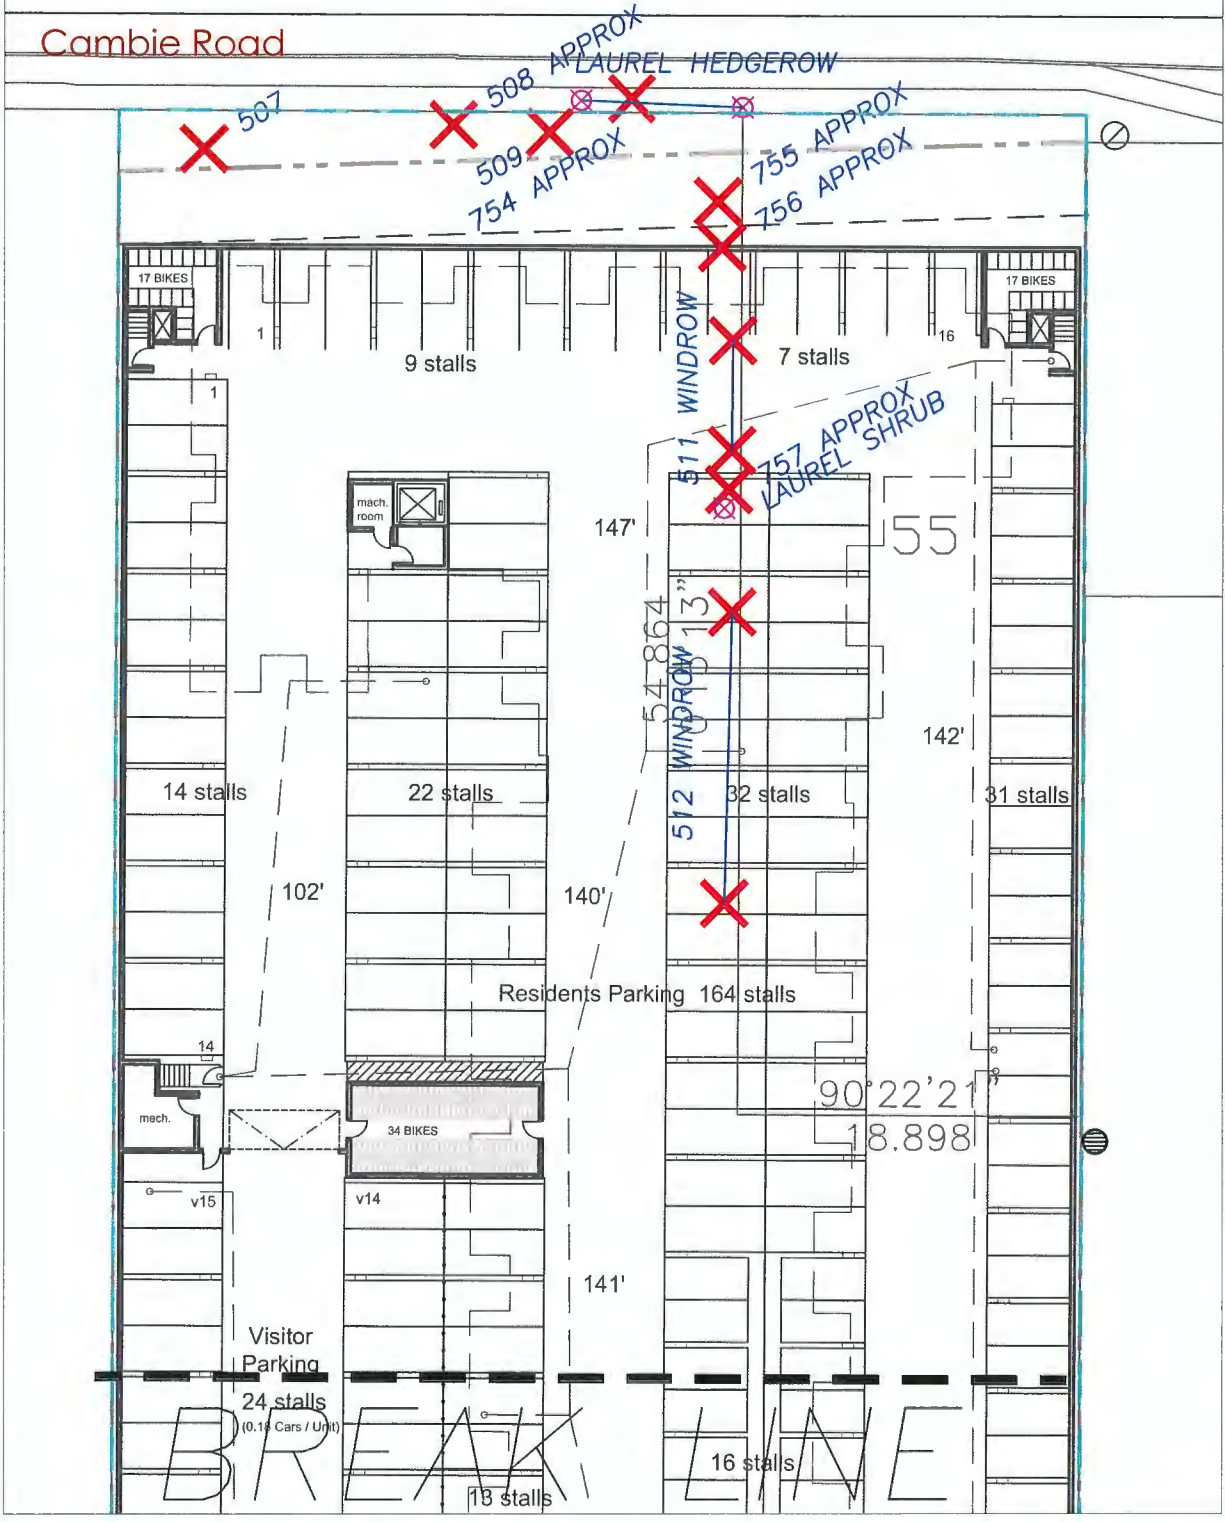 Cambie Road
507
508 APPROX
LAUREL HEDGEROW
509
754 APPROX
755 APPROX
756 APPROX
17 BIKES
17 BIKES
1
16
9 stalls
7 stalls
1
511 WINDROW
757 APPROX
LAUREL SHRUB
mach.
room
147'
55
54.864
512 WINDROW
142'
14 stalls
22 stalls
32 stalls
31 stalls
102'
140'
Residents Parking 164 stalls
14
mech.
34 BIKES
90°22'21"
18.898
v15
v14
141'
Visitor
Parking
24 stalls
(0.18 Cars / Unit)
BREAK LINE
16 stalls
13 stalls